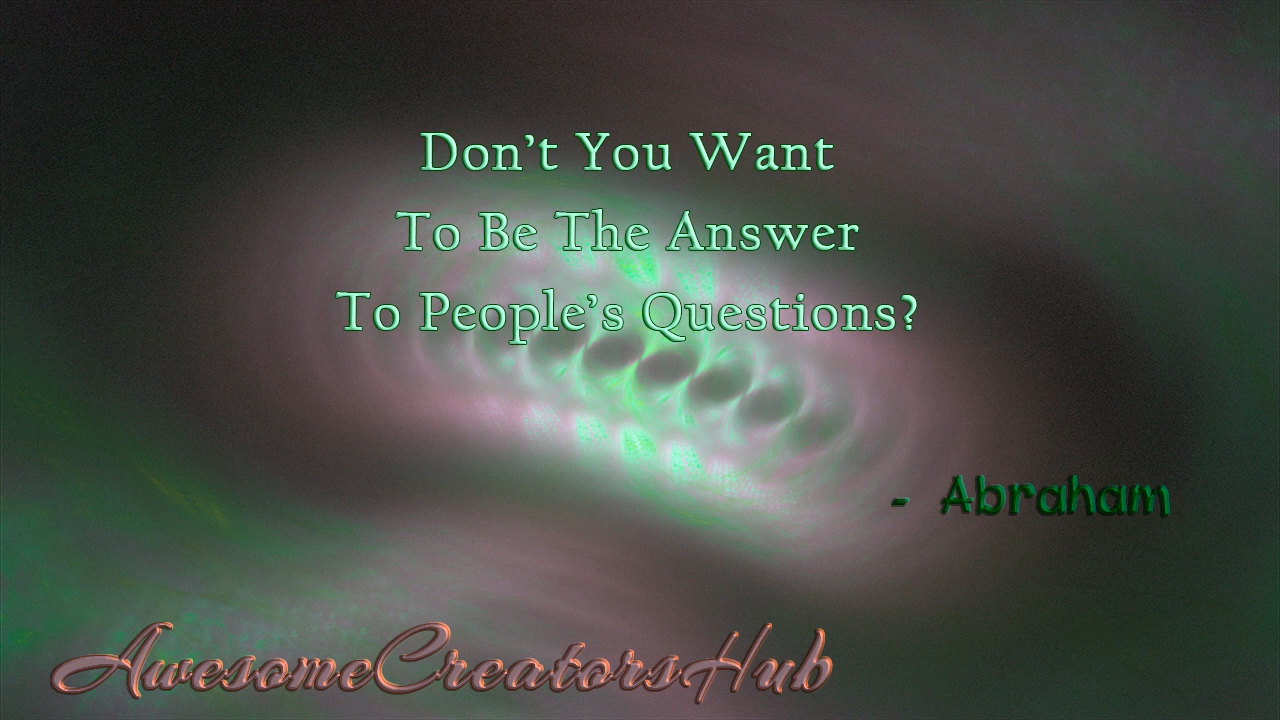 Don't You Want
To Be The Answer
To People's Questions?
- Abraham
AwesomeCreatorsHub